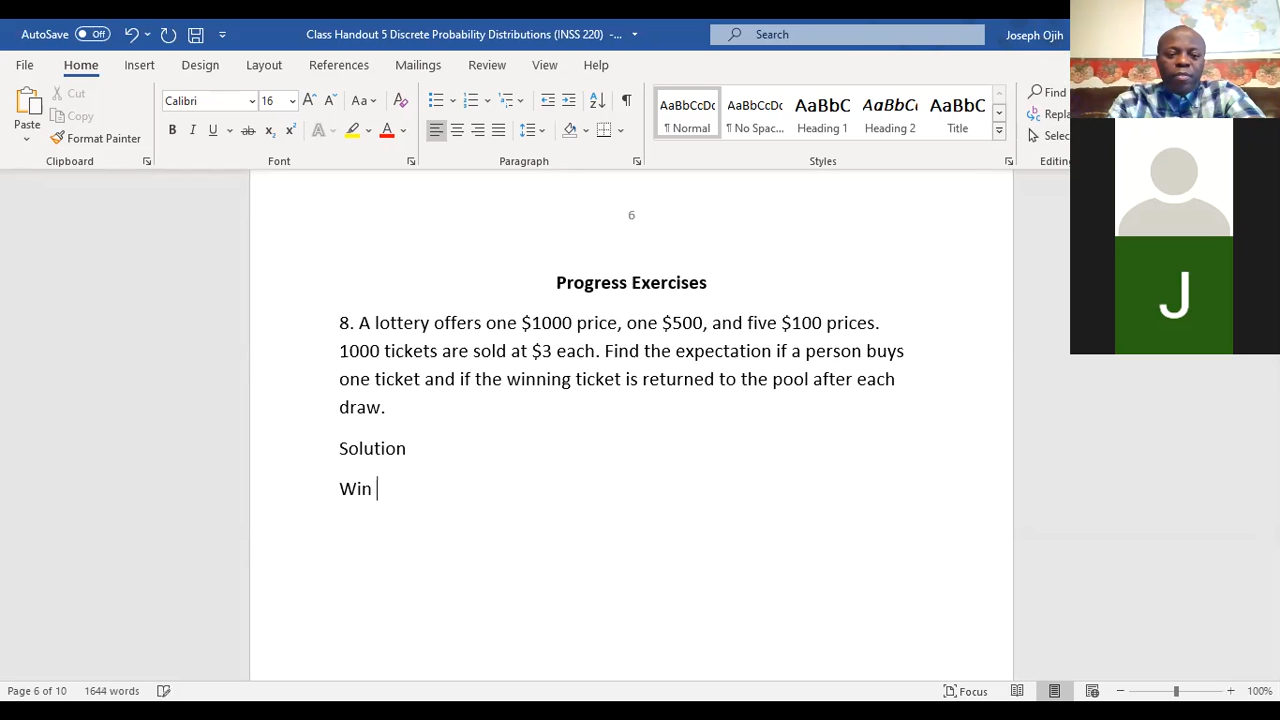 AutoSave Off
Class Handout 5 Discrete Probability Distributions (INSS 220) -...
Search
Joseph Ojih
File Home Insert Design Layout References Mailings Review View Help
Paste
Cut
Copy
Format Painter
Clipboard
Calibri 16
Font
Paragraph
AaBbCcDc AaBbCcDc AaBbC AaBbCc AaBbC
¶ Normal ¶ No Spac... Heading 1 Heading 2 Title
Styles
Find
Repla
Selec
Editing
6
Progress Exercises
8. A lottery offers one $1000 price, one $500, and five $100 prices.
1000 tickets are sold at $3 each. Find the expectation if a person buys
one ticket and if the winning ticket is returned to the pool after each
draw.
Solution
Win
J
Page 6 of 10 1644 words
Focus
100%